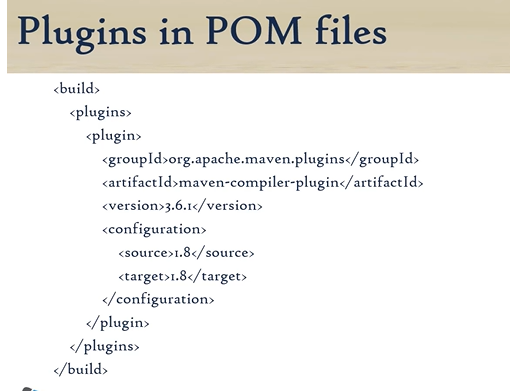 Plugins in POM files
<build>
<plugins>
<plugin>
<groupId>org.apache.maven.plugins</groupId>
<artifactId>maven-compiler-plugin</artifactId>
<version>3.6.1</version>
<configuration>
<source>1.8</source>
<target>1.8</target>
</configuration>
</plugin>
</plugins>
</build>